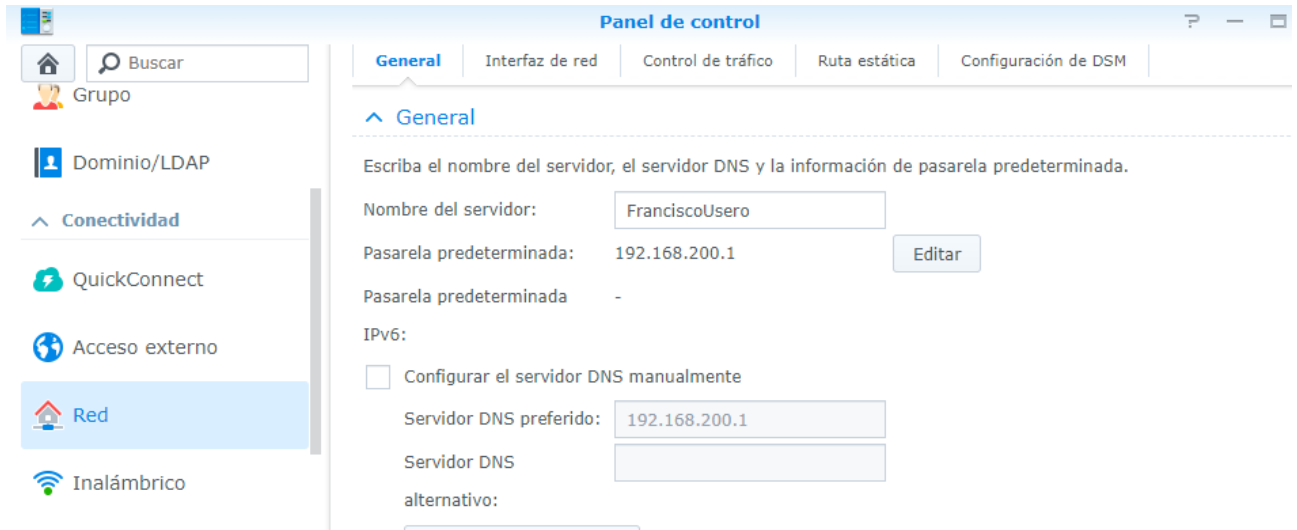 Panel de control
Buscar
Grupo
Dominio/LDAP
Conectividad
QuickConnect
Acceso externo
Red
Inalámbrico
General Interfaz de red Control de tráfico Ruta estática Configuración de DSM
General
Escriba el nombre del servidor, el servidor DNS y la información de pasarela predeterminada.
Nombre del servidor: FranciscoUsero
Pasarela predeterminada: 192.168.200.1 Editar
Pasarela predeterminada -
IPv6:
Configurar el servidor DNS manualmente
Servidor DNS preferido: 192.168.200.1
Servidor DNS
alternativo: